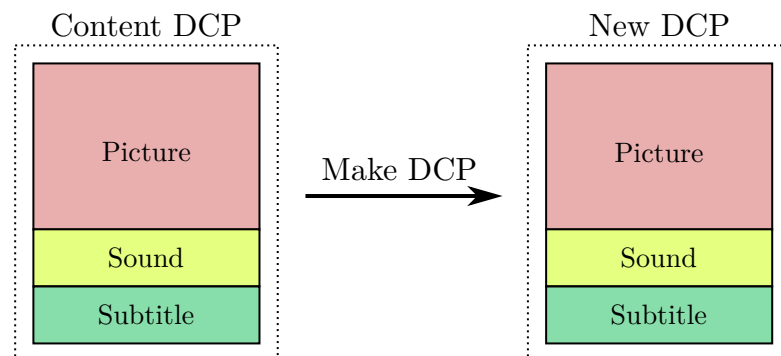 Content DCP
New DCP
Picture
Make DCP
Picture
Sound
Sound
Subtitle
Subtitle